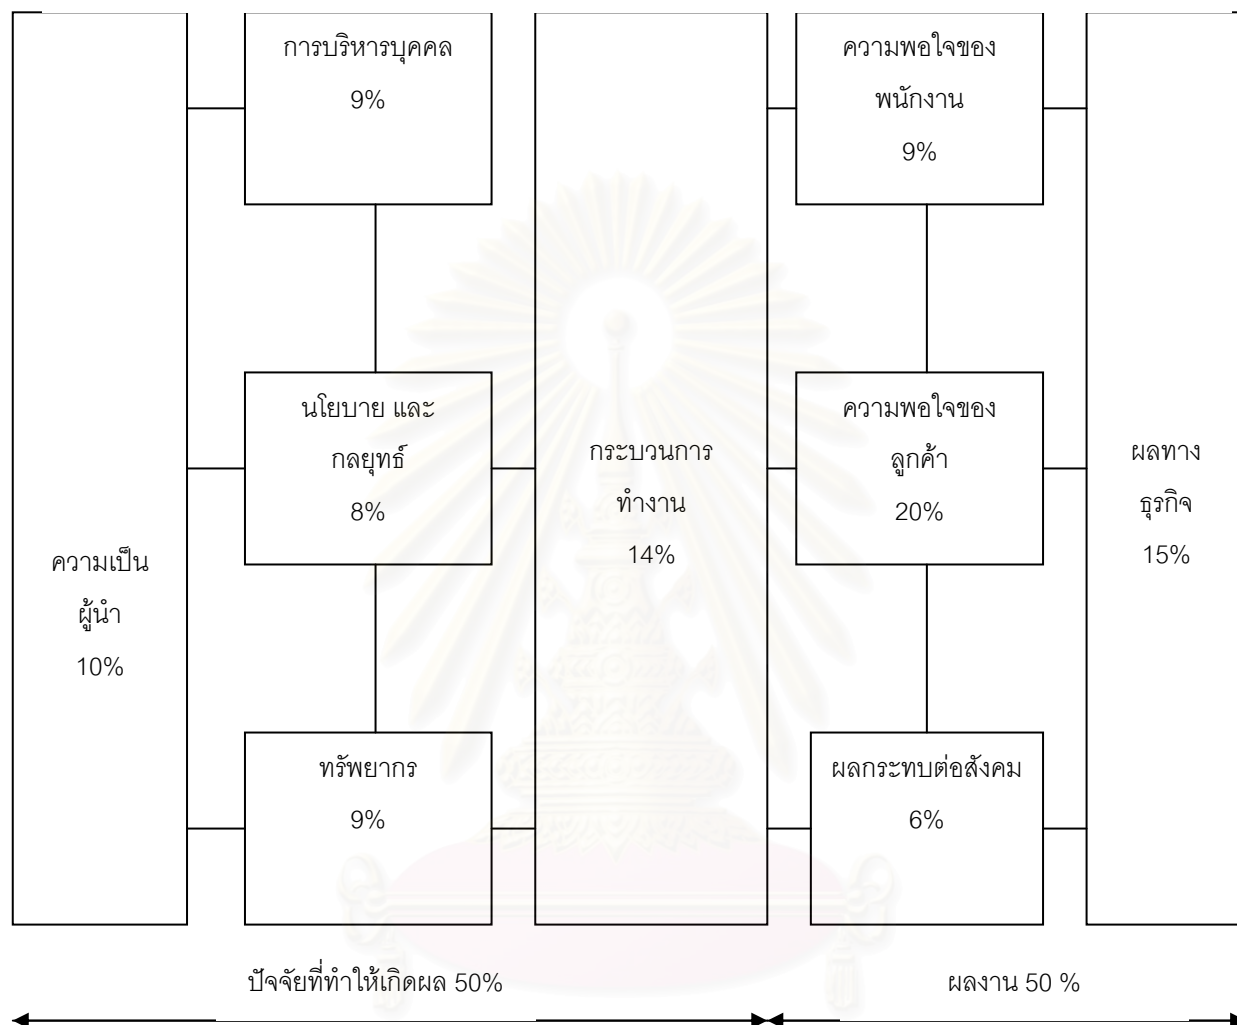 การบริหารบุคคล
9%
ความพอใจของ
พนักงาน
9%
นโยบาย และ
กลยุทธ์
8%
ความพอใจของ
ลูกค้า
20%
กระบวนการ
ทำงาน
14%
ผลทาง
ธุรกิจ
15%
ความเป็น
ผู้นำ
10%
ทรัพยากร
9%
ผลกระทบต่อสังคม
6%
ปัจจัยที่ทำให้เกิดผล 50%
ผลงาน 50 %